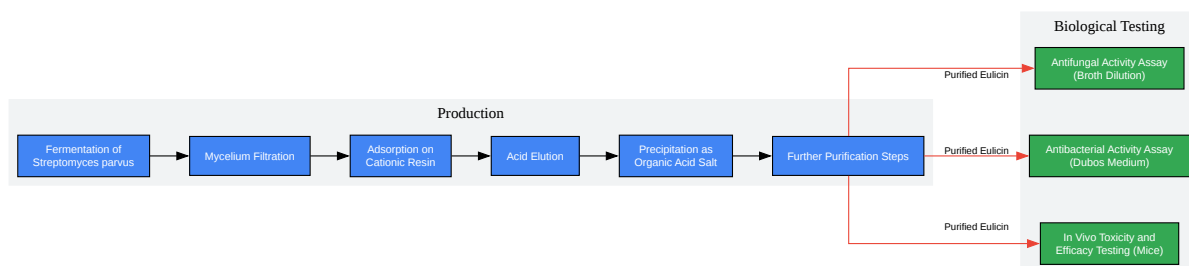 Biological Testing
Antifungal Activity Assay
(Broth Dilution)
Purified Eulicin
Production
Fermentation of
Streptomyces parvus
Mycelium Filtration
Adsorption on
Cationic Resin
Acid Elution
Precipitation as
Organic Acid Salt
Further Purification Steps
Purified Eulicin
Antibacterial Activity Assay
(Dubos Medium)
Purified Eulicin
In Vivo Toxicity and
Efficacy Testing (Mice)